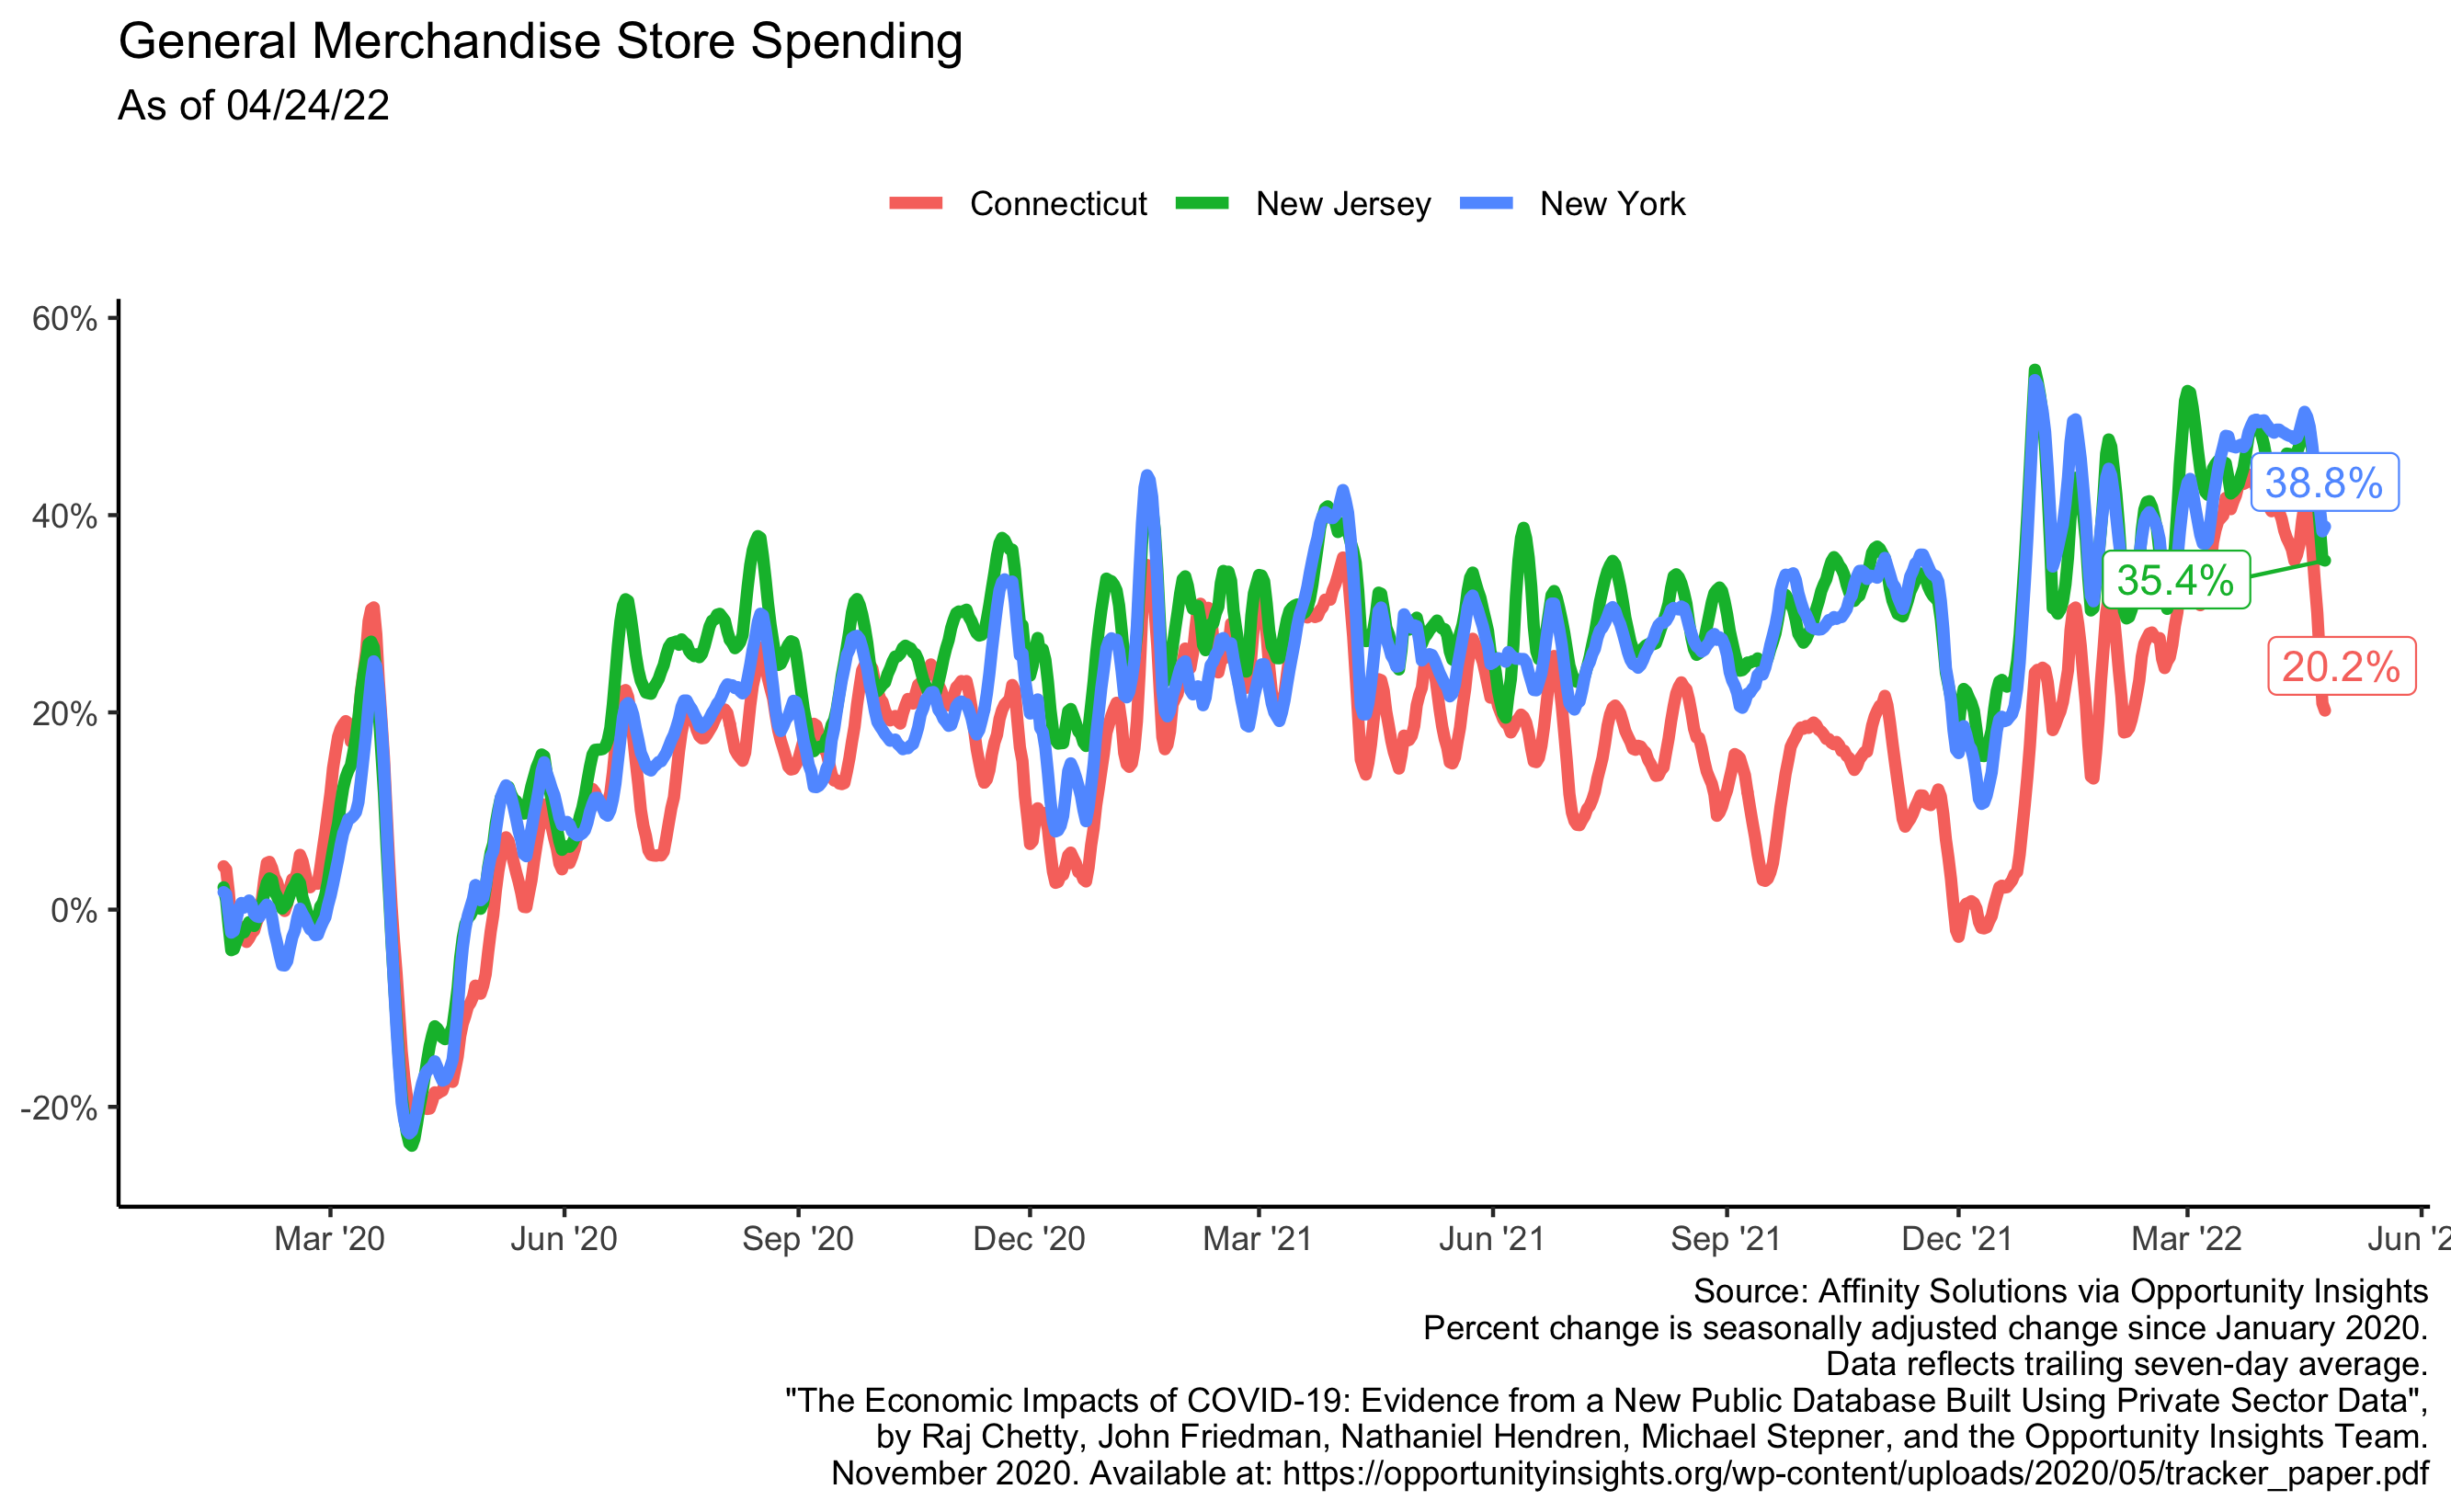 General Merchandise Store Spending
As of 04/24/22
Connecticut New Jersey New York
60%
40%
20%
0%
-20%
38.8%
35.4%
20.2%
Mar '20 Jun '20 Sep '20 Dec '20 Mar '21 Jun '21 Sep '21 Dec '21 Mar '22 Jun '2
Source: Affinity Solutions via Opportunity Insights
Percent change is seasonally adjusted change since January 2020.
Data reflects trailing seven-day average.
"The Economic Impacts of COVID-19: Evidence from a New Public Database Built Using Private Sector Data",
by Raj Chetty, John Friedman, Nathaniel Hendren, Michael Stepner, and the Opportunity Insights Team.
November 2020. Available at: https://opportunityinsights.org/wp-content/uploads/2020/05/tracker_paper.pdf